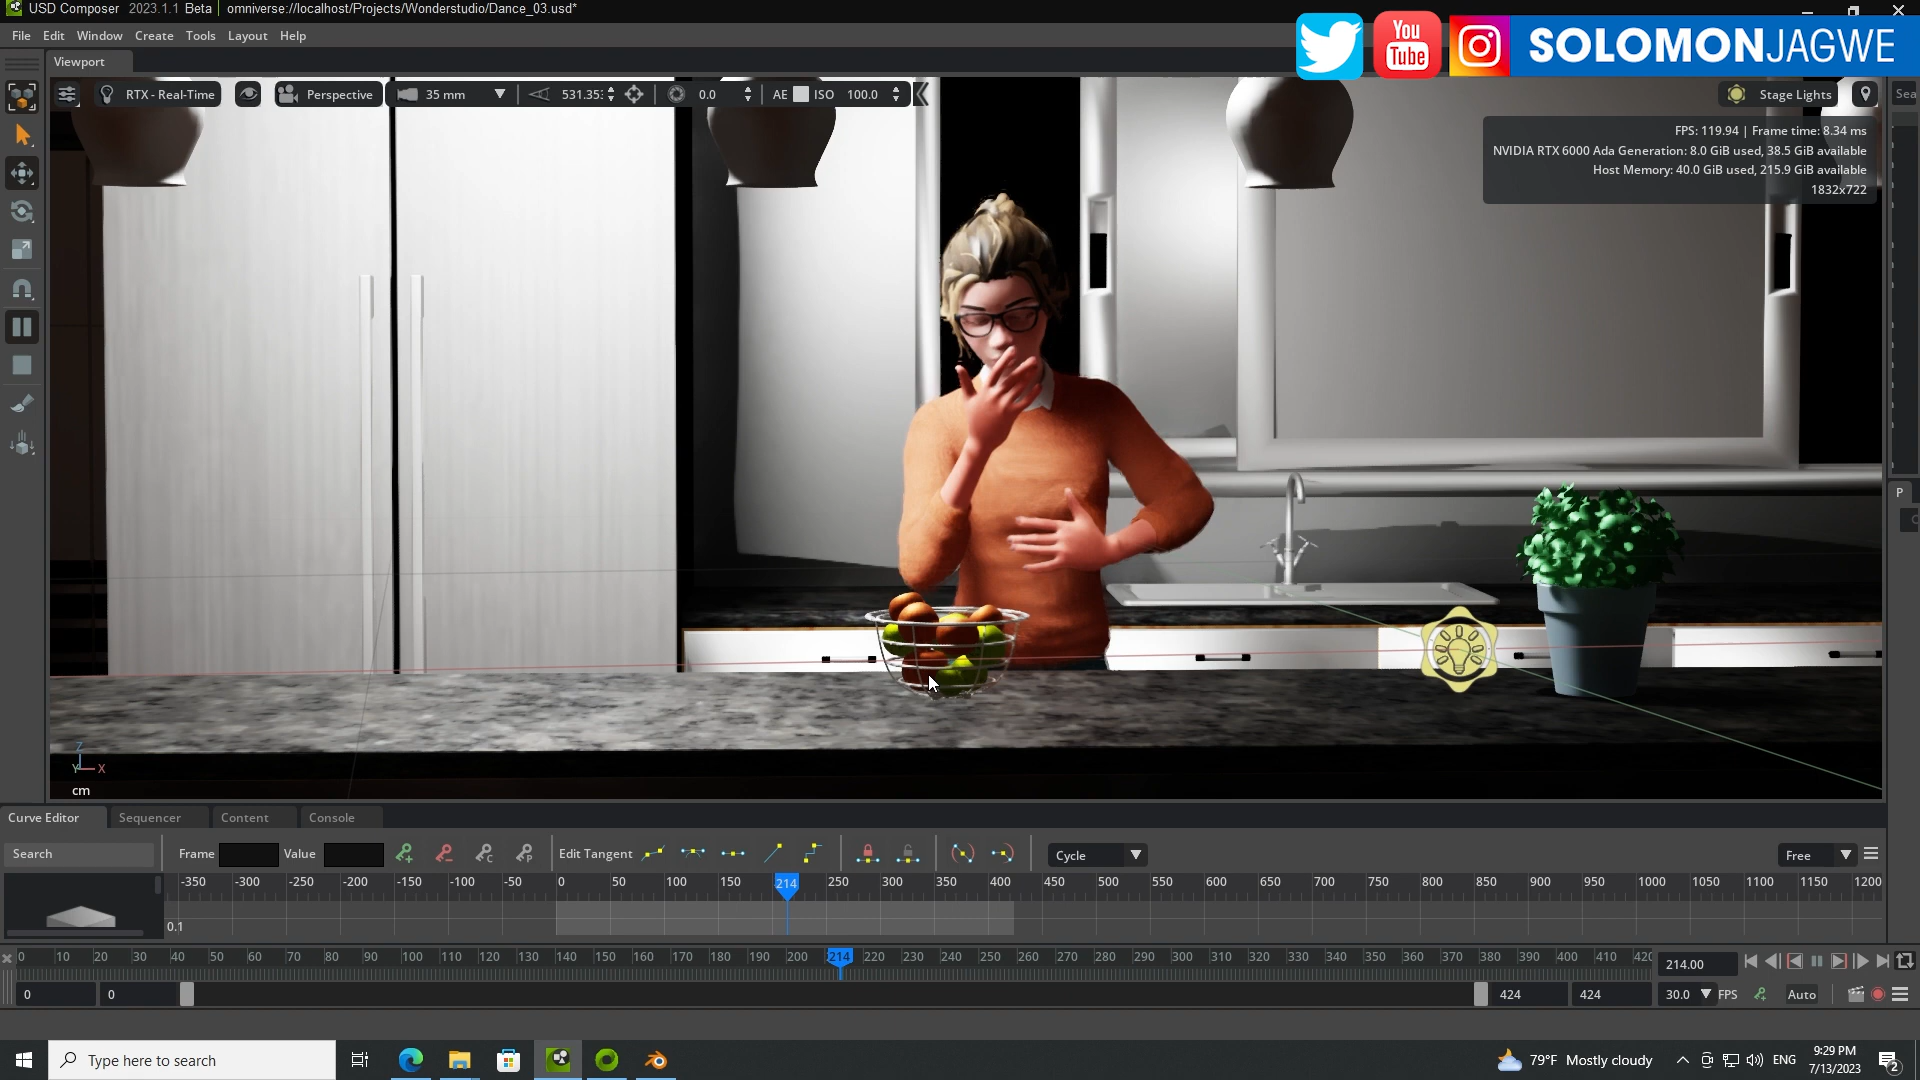 USD Composer 2023.1.1 Beta omniverse://localhost/Projects/Wonderstudio/Dance_03.usd*
File Edit Window Create Tools Layout Help
You Tube
SOLOMONJAGWE
Viewport
RTX - Real-Time Perspective 35 mm 531.35: 0.0 AE ISO 100.0 Stage Lights Sea
FPS: 119.94 | Frame time: 8.34 ms
NVIDIA RTX 6000 Ada Generation: 8.0 GiB used, 38.5 GiB available
Host Memory: 40.0 GiB used, 215.9 GiB available
1832x722
P
Z
Y X
cm
Curve Editor Sequencer Content Console
Search Frame Value Edit Tangent Cycle Free
-350 -300 -250 -200 -150 -100 -50 0 50 100 150 214 250 300 350 400 450 500 550 600 650 700 750 800 850 900 950 1000 1050 1100 1150 1200
0.1
0 10 20 30 40 50 60 70 80 90 100 110 120 130 140 150 160 170 180 190 200 214 220 230 240 250 260 270 280 290 300 310 320 330 340 350 360 370 380 390 400 410 420 214.00
0 0 424 424 30.0 FPS Auto
Type here to search 79°F Mostly cloudy ENG 9:29 PM
7/13/2023 2